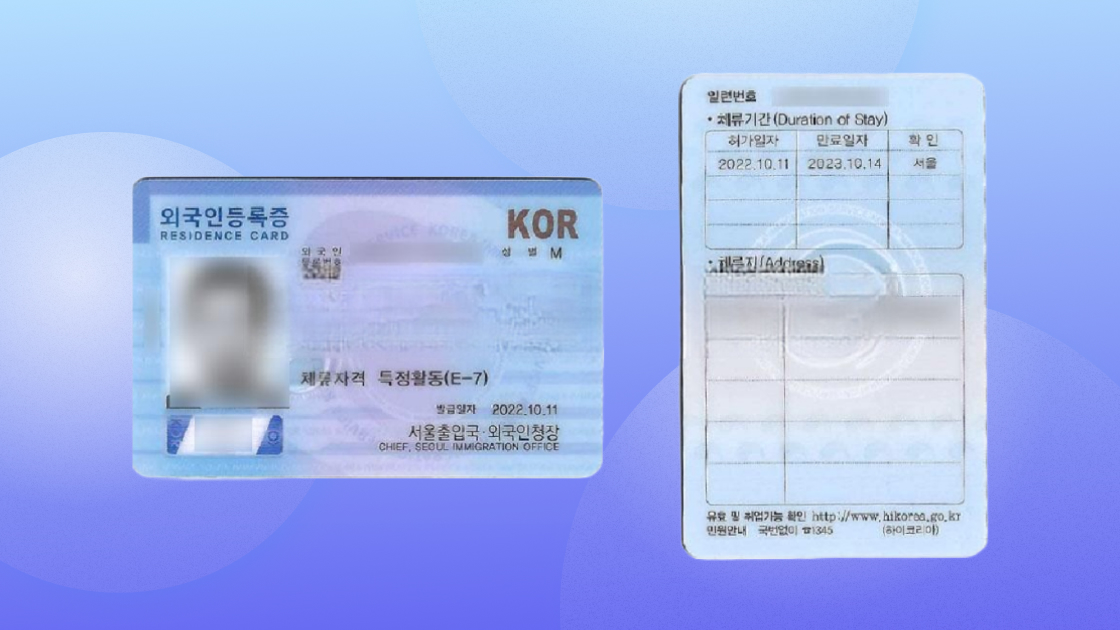 외국인등록증
RESIDENCE CARD
KOR
외국인
등록번호
성별 M
체류자격 특정활동(E-7)
발급일자 2022.10.11
서울출입국·외국인청장
CHIEF, SEOUL IMMIGRATION OFFICE
일련번호
• 체류기간(Duration of Stay)
허가일자 만료일자 확 인
2022.10.11 2023.10.14 서울
• 체류지(Address)
유효 및 취업가능 확인 http://www.hikorea.go.kr
민원안내 국번없이 ☎1345 (하이코리아)